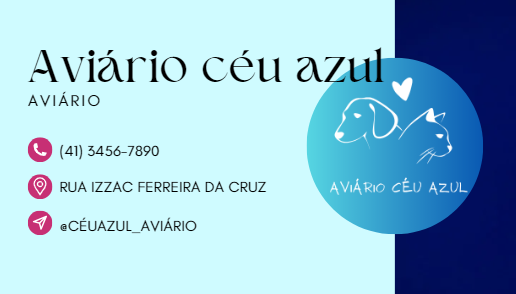 Aviário céu azul
AVIÁRIO
(41) 3456-7890
RUA IZZAC FERREIRA DA CRUZ
@CÉUAZUL_AVIÁRIO
AVIÁRIO CÉU AZUL